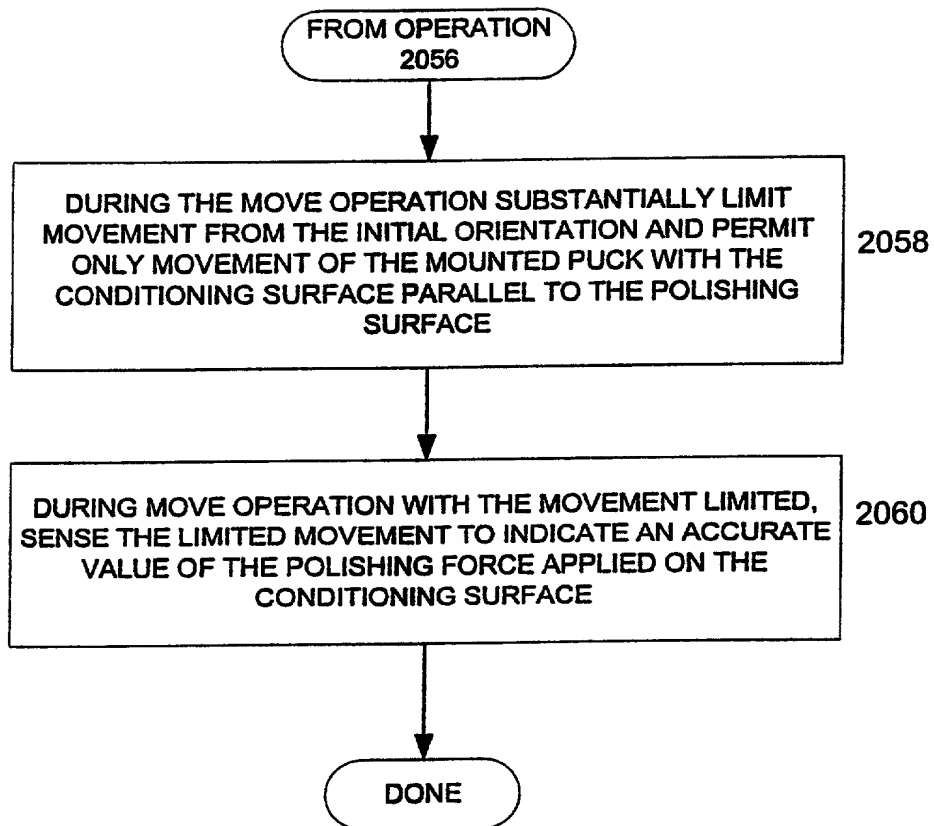 FROM OPERATION
2056
DURING THE MOVE OPERATION SUBSTANTIALLY LIMIT
MOVEMENT FROM THE INITIAL ORIENTATION AND PERMIT
ONLY MOVEMENT OF THE MOUNTED PUCK WITH THE
CONDITIONING SURFACE PARALLEL TO THE POLISHING
SURFACE
2058
DURING MOVE OPERATION WITH THE MOVEMENT LIMITED,
SENSE THE LIMITED MOVEMENT TO INDICATE AN ACCURATE
VALUE OF THE POLISHING FORCE APPLIED ON THE
CONDITIONING SURFACE
2060
DONE